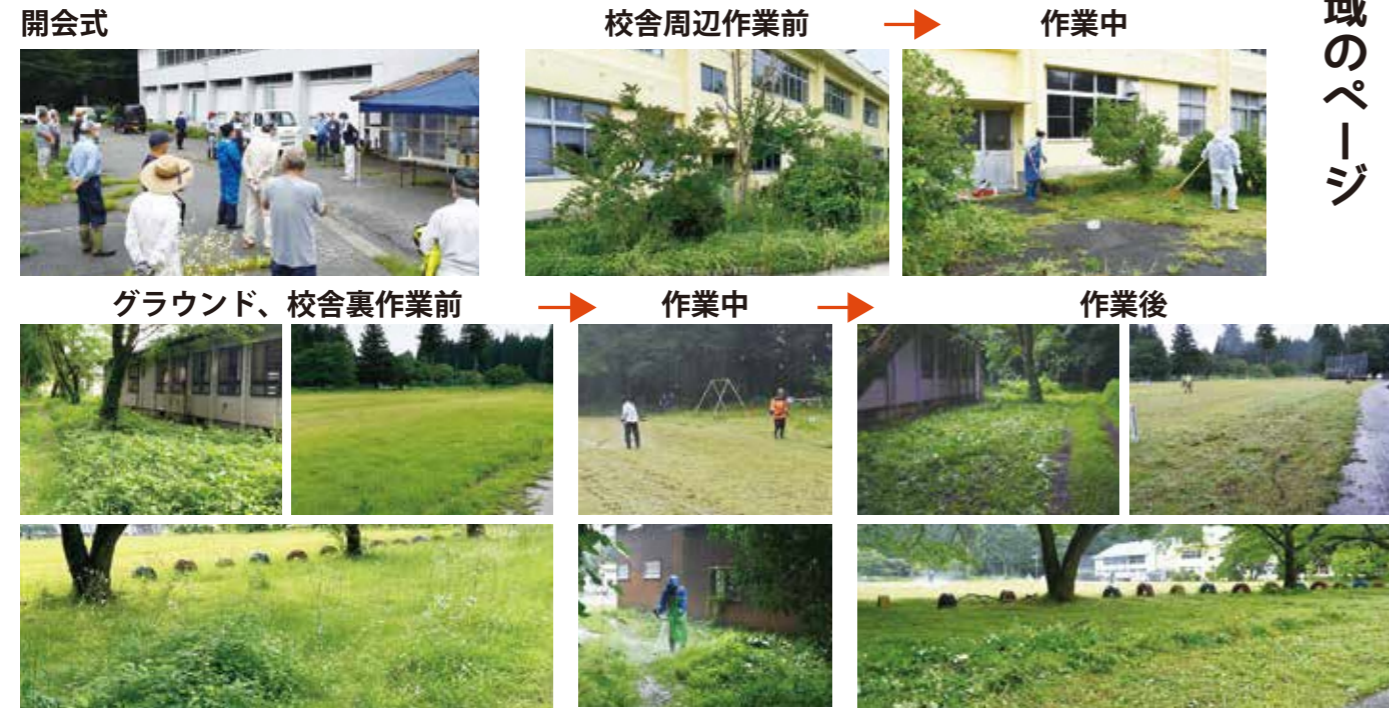 域のページ
開会式
校舎周辺作業前
作業中
グラウンド、校舎裏作業前
作業中
作業後